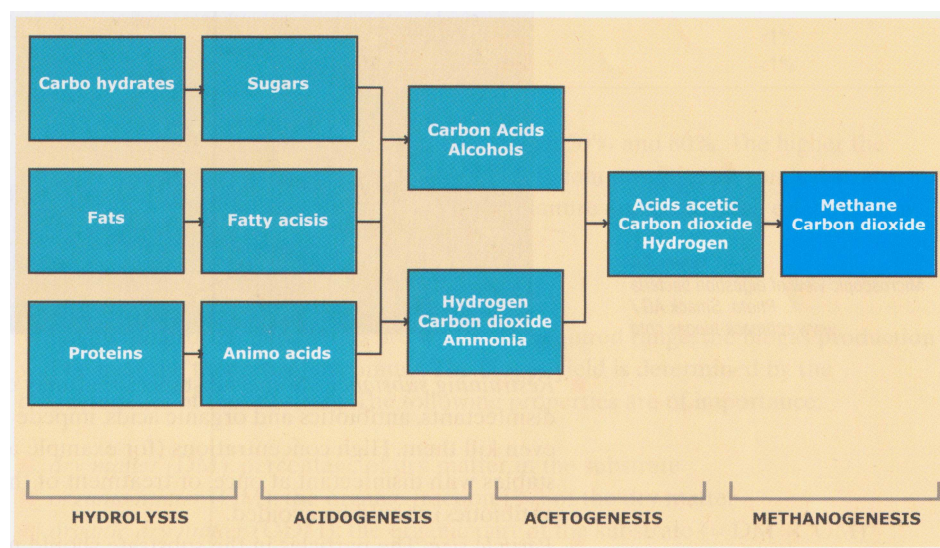 Carbo hydrates
Sugars
Carbon Acids
Alcohols
Fats
Fatty acisis
Acids acetic
Carbon dioxide
Hydrogen
Methane
Carbon dioxide
Hydrogen
Carbon dioxide
Ammonia
Proteins
Animo acids
HYDROLYSIS
ACIDOGENESIS
ACETOGENESIS
METHANOGENESIS